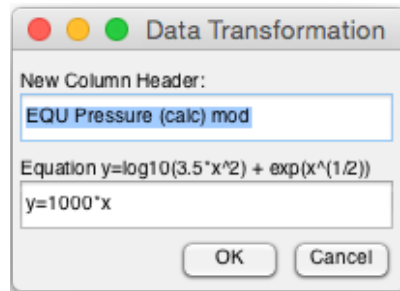 Data Transformation
New Column Header:
EQU Pressure (calc) mod
Equation y=log10(3.5*x^2) + exp(x^(1/2))
y=1000*x
OK Cancel